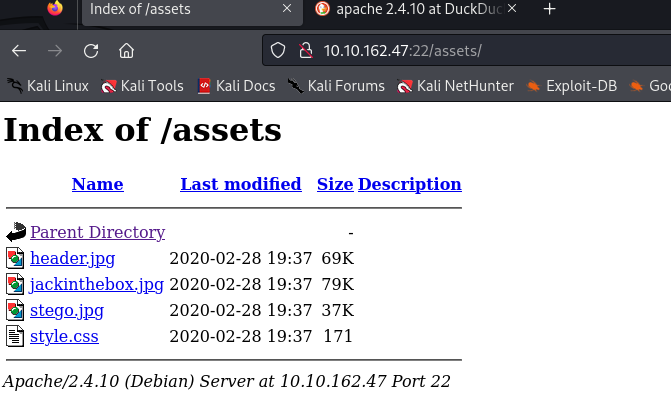 Index of /assets
apache 2.4.10 at DuckDuc
10.10.162.47:22/assets/
Kali Linux Kali Tools Kali Docs Kali Forums Kali NetHunter Exploit-DB Goo
Index of /assets
Name Last modified Size Description
Parent Directory -
header.jpg 2020-02-28 19:37 69K
jackinthebox.jpg 2020-02-28 19:37 79K
stego.jpg 2020-02-28 19:37 37K
style.css 2020-02-28 19:37 171
Apache/2.4.10 (Debian) Server at 10.10.162.47 Port 22